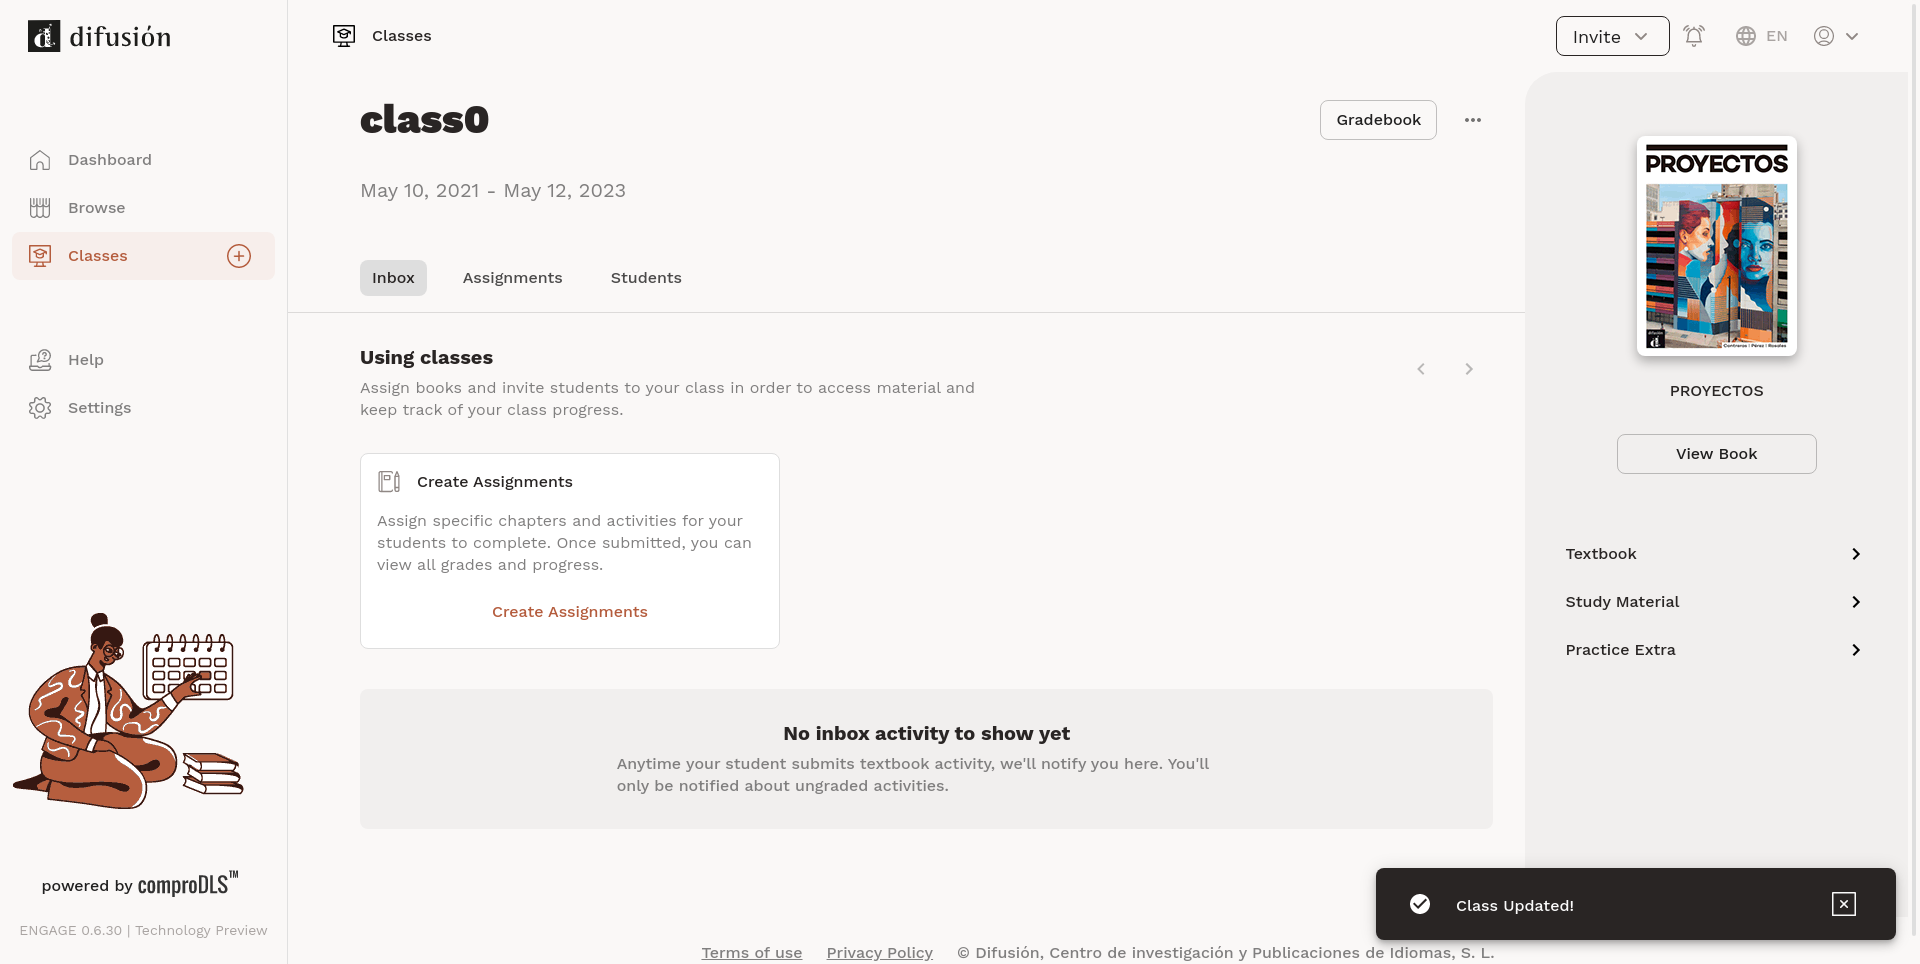 difusión
Dashboard
Browse
Classes
Help
Settings
powered by comproDLS™
ENGAGE 0.6.30 | Technology Preview
Classes
Invite
EN
class0
Gradebook
May 10, 2021 - May 12, 2023
Inbox
Assignments
Students
Using classes
Assign books and invite students to your class in order to access material and
keep track of your class progress.
Create Assignments
Assign specific chapters and activities for your
students to complete. Once submitted, you can
view all grades and progress.
Create Assignments
No inbox activity to show yet
Anytime your student submits textbook activity, we'll notify you here. You'll
only be notified about ungraded activities.
PROYECTOS
difusión
Contreras | Pérez | Rosales
PROYECTOS
View Book
Textbook
Study Material
Practice Extra
Class Updated!
Terms of use
Privacy Policy
© Difusión, Centro de investigación y Publicaciones de Idiomas, S. L.